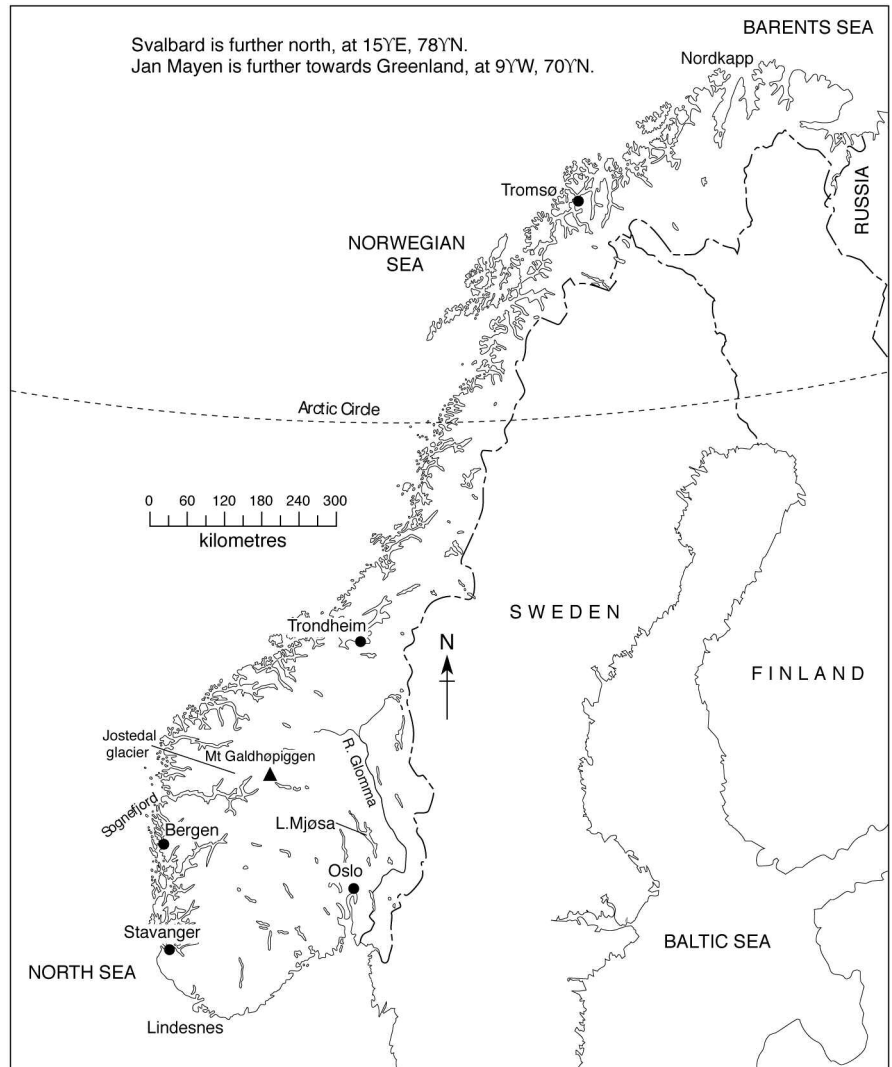 Svalbard is further north, at 15ϒE, 78ϒN.
Jan Mayen is further towards Greenland, at 9ϒW, 70ϒN.
BARENTS SEA
Nordkapp
Tromsø
RUSSIA
NORWEGIAN
SEA
Arctic Circle
0 60 120 190 240 300
kilometres
SWEDEN
Trondheim
N
FINLAND
Jostedal
glacier
Mt Galdhøpiggen
R. Glomma
Sognefjord
L.Mjøsa
Bergen
Oslo
Stavanger
BALTIC SEA
NORTH SEA
Lindesnes